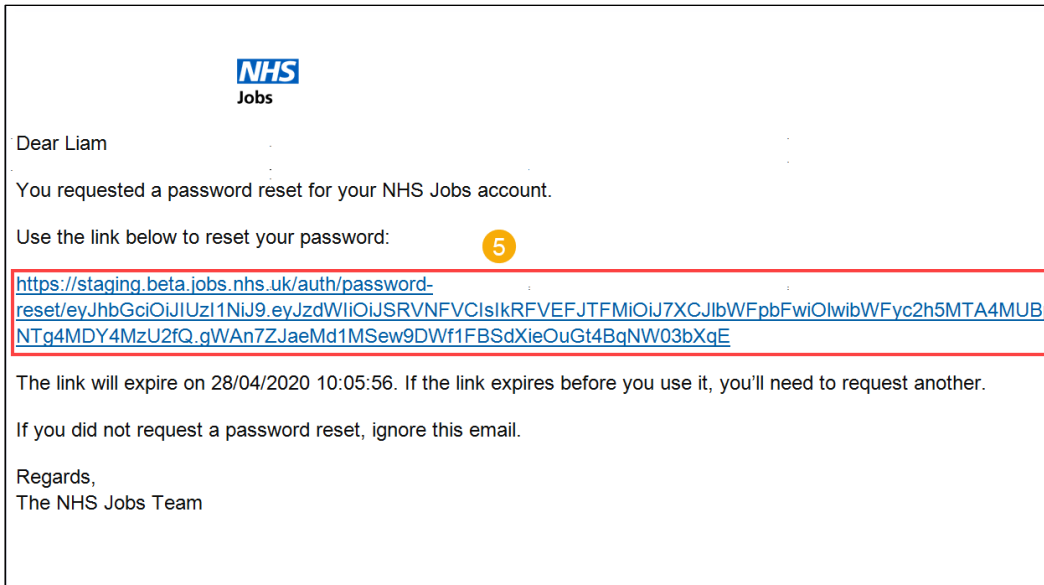 NHS
Jobs
Dear Liam
You requested a password reset for your NHS Jobs account.
Use the link below to reset your password:
5
https://staging.beta.jobs.nhs.uk/auth/password-
reset/eyJhbGciOiJIUzI1NiJ9.eyJzdWIiOiJSRVNFVCIsIkRFVEFJTFMiOiJ7XCJlbWFpbFwiOlwibWFyc2h5MTA4MUB
NTg4MDY4MzU2fQ.gWAn7ZJaeMd1MSew9DWf1FBSdXieOuGt4BqNW03bXqE
The link will expire on 28/04/2020 10:05:56. If the link expires before you use it, you’ll need to request another.
If you did not request a password reset, ignore this email.
Regards,
The NHS Jobs Team